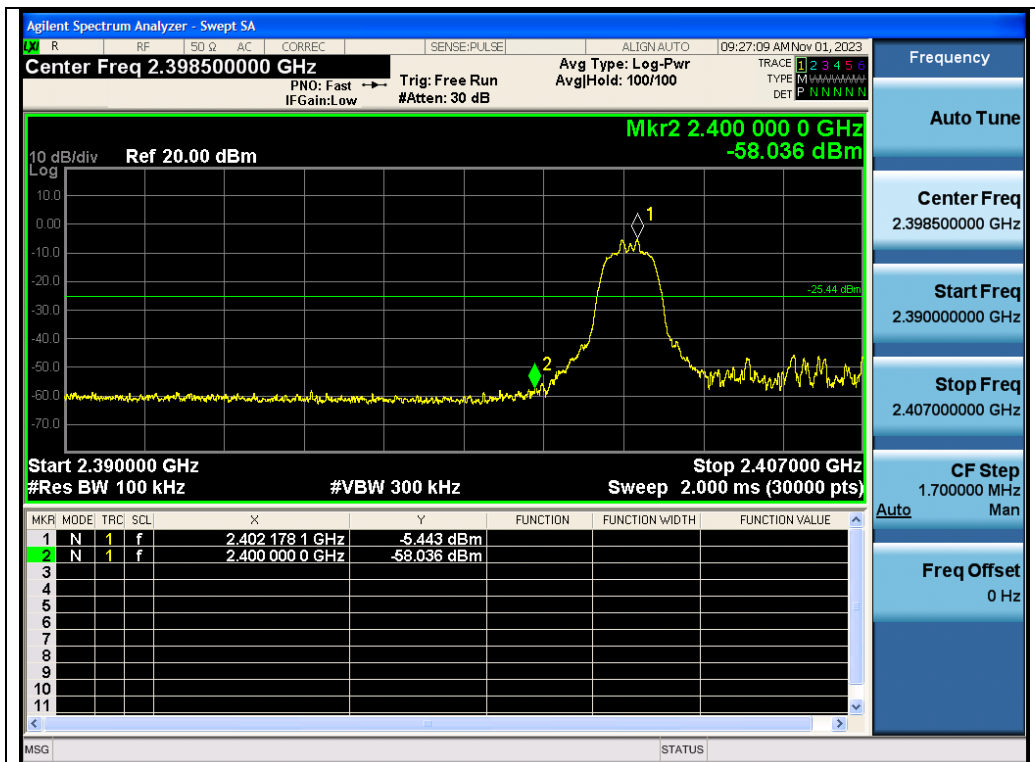 Agilent Spectrum Analyzer - Swept SA
LXI R RF 50 Ω AC CORREC SENSE:PULSE ALIGN AUTO 09:27:09 AM Nov 01, 2023
Center Freq 2.398500000 GHz
PNO: Fast
IFGain:Low
Trig: Free Run
#Atten: 30 dB
Avg Type: Log-Pwr
Avg|Hold: 100/100
TRACE 1 2 3 4 5 6
TYPE M
DET P N N N N N
Mkr2 2.400 000 0 GHz
-58.036 dBm
10 dB/div Ref 20.00 dBm
Log
10.0
0.00
-10.0
-20.0
-30.0
-40.0
-50.0
-60.0
-70.0
1
-25.44 dBm
2
Start 2.390000 GHz Stop 2.407000 GHz
#Res BW 100 kHz #VBW 300 kHz Sweep 2.000 ms (30000 pts)
MKR MODE TRC SCL X Y FUNCTION FUNCTION WIDTH FUNCTION VALUE
1 N 1 f 2.402 178 1 GHz -5.443 dBm
2 N 1 f 2.400 000 0 GHz -58.036 dBm
3
4
5
6
7
8
9
10
11
MSG STATUS
Frequency
Auto Tune
Center Freq
2.398500000 GHz
Start Freq
2.390000000 GHz
Stop Freq
2.407000000 GHz
CF Step
1.700000 MHz
Auto Man
Freq Offset
0 Hz